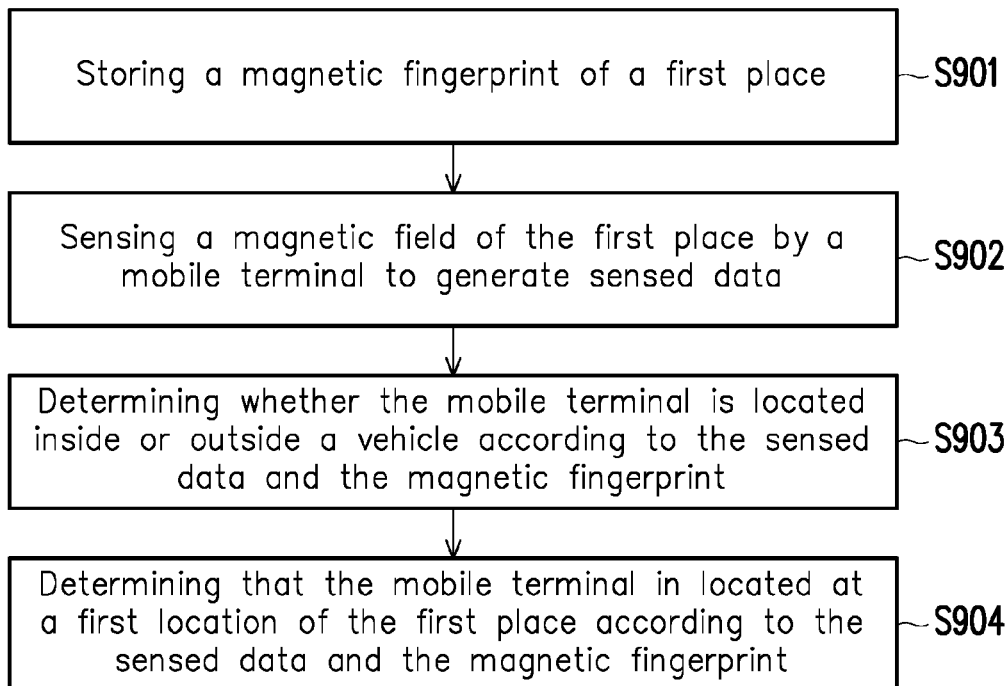 Storing a magnetic fingerprint of a first place
S901
Sensing a magnetic field of the first place by a
mobile terminal to generate sensed data
S902
Determining whether the mobile terminal is located
inside or outside a vehicle according to the sensed
data and the magnetic fingerprint
S903
Determining that the mobile terminal in located at
a first location of the first place according to the
sensed data and the magnetic fingerprint
S904